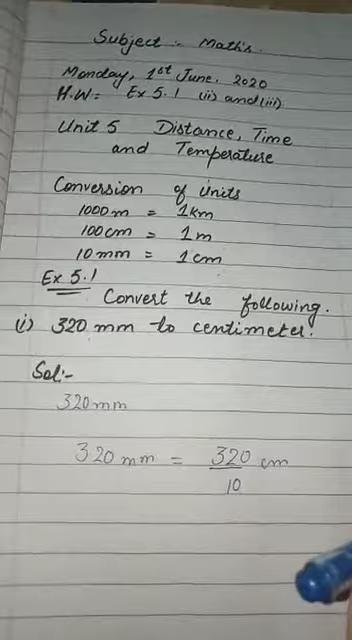 Subject :- Maths.
Monday, 1st June. 2020
H.W:- Ex 5.1 (ii) and (iii).
Unit 5 Distance, Time
and Temperature
Conversion of Units
1000m = 1km
100cm = 1m
10mm = 1cm
Ex 5.1
Convert the following.
(i) 320 mm to centimeter.
Sol:-
320mm
320mm = 320 cm
10